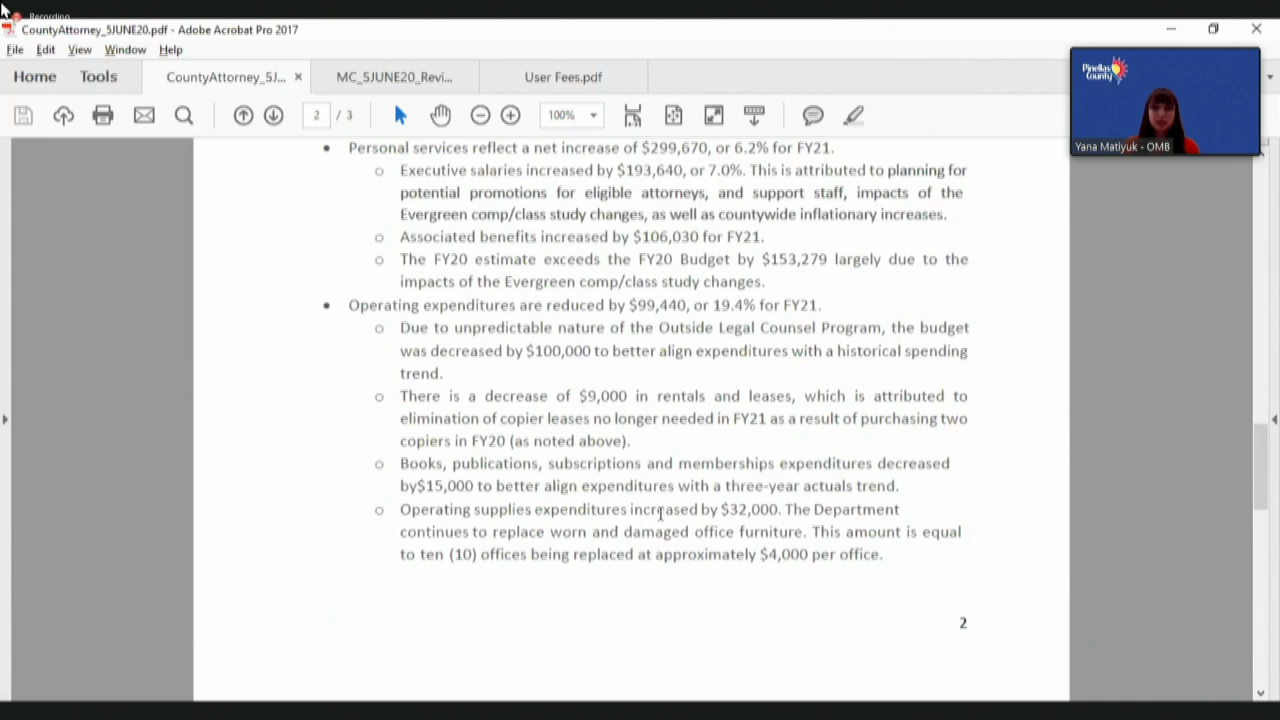 Recording
CountyAttorney_5JUNE20.pdf - Adobe Acrobat Pro 2017
File Edit View Window Help
Home Tools CountyAttorney_5J... × MC_5JUNE20_Revi... User Fees.pdf
2 / 3 100%
Pinellas
County
Yana Matiyuk - OMB
• Personal services reflect a net increase of $299,670, or 6.2% for FY21.
o Executive salaries increased by $193,640, or 7.0%. This is attributed to planning for
potential promotions for eligible attorneys, and support staff, impacts of the
Evergreen comp/class study changes, as well as countywide inflationary increases.
o Associated benefits increased by $106,030 for FY21.
o The FY20 estimate exceeds the FY20 Budget by $153,279 largely due to the
impacts of the Evergreen comp/class study changes.
• Operating expenditures are reduced by $99,440, or 19.4% for FY21.
o Due to unpredictable nature of the Outside Legal Counsel Program, the budget
was decreased by $100,000 to better align expenditures with a historical spending
trend.
o There is a decrease of $9,000 in rentals and leases, which is attributed to
elimination of copier leases no longer needed in FY21 as a result of purchasing two
copiers in FY20 (as noted above).
o Books, publications, subscriptions and memberships expenditures decreased
by$15,000 to better align expenditures with a three-year actuals trend.
o Operating supplies expenditures increased by $32,000. The Department
continues to replace worn and damaged office furniture. This amount is equal
to ten (10) offices being replaced at approximately $4,000 per office.
2